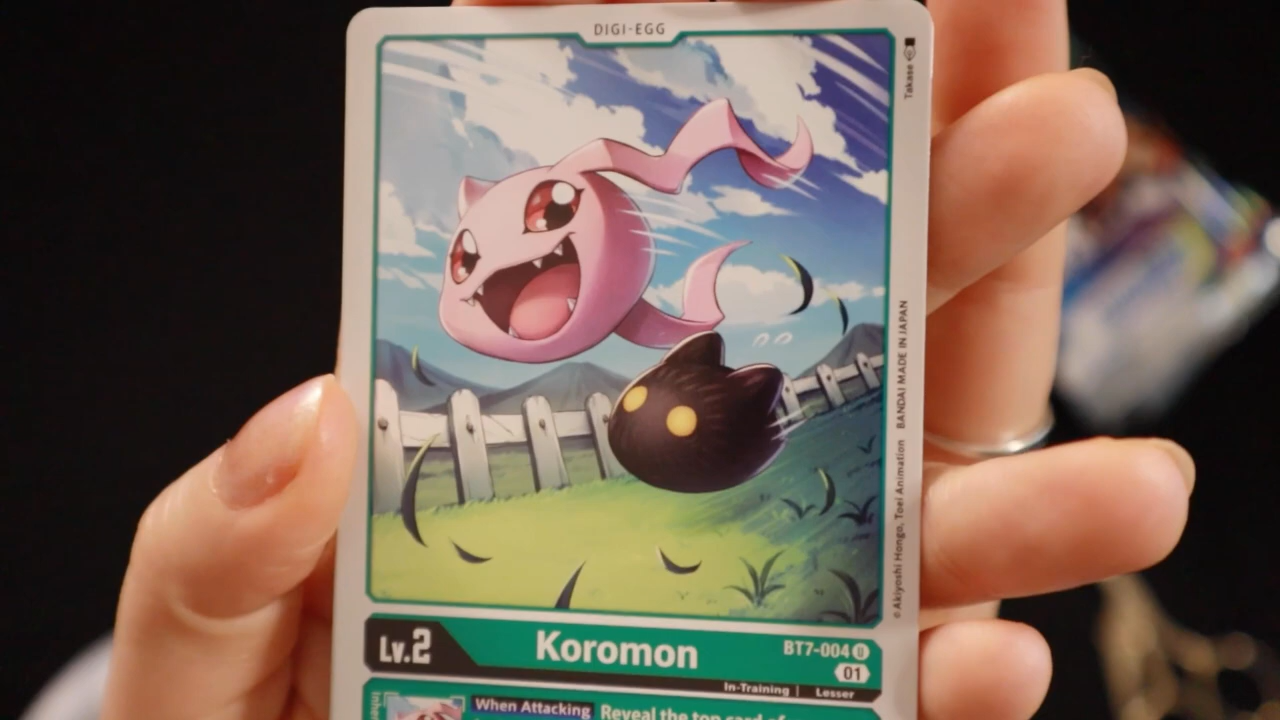 DIGI-EGG
Takase
© Akiyoshi Hongo, Toei Animation BANDAI MADE IN JAPAN
Lv.2
Koromon
BT7-004 U
01
In-Training | Lesser
When Attacking Reveal the top card of